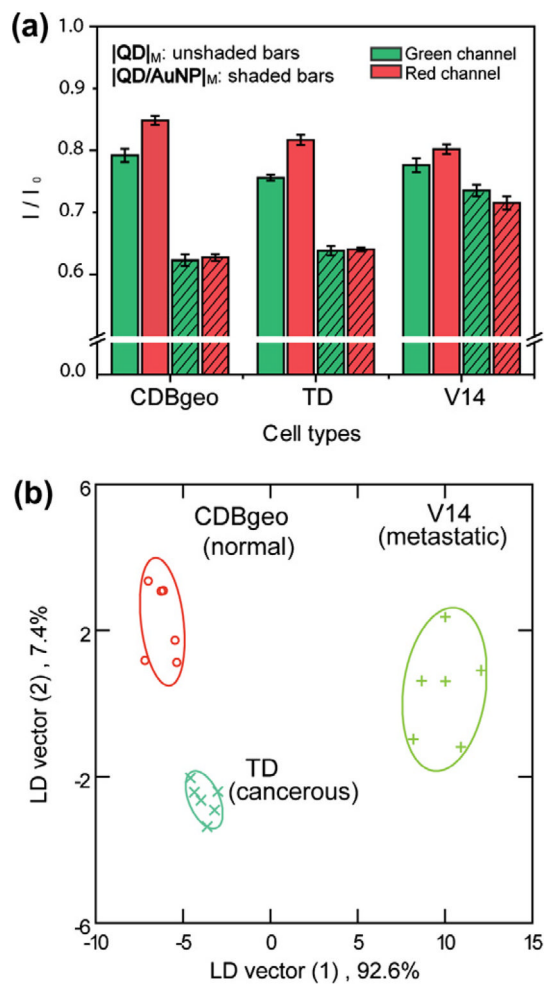 (a)
|QD|M: unshaded bars
|QD/AuNP|M: shaded bars
Green channel
Red channel
1.0
0.9
0.8
0.7
0.6
0.0
I / I0
CDBgeo TD V14
Cell types
(b)
6
2
-2
-6
LD vector (2) , 7.4%
CDBgeo
(normal)
V14
(metastatic)
TD
(cancerous)
-10 -5 0 5 10 15
LD vector (1) , 92.6%